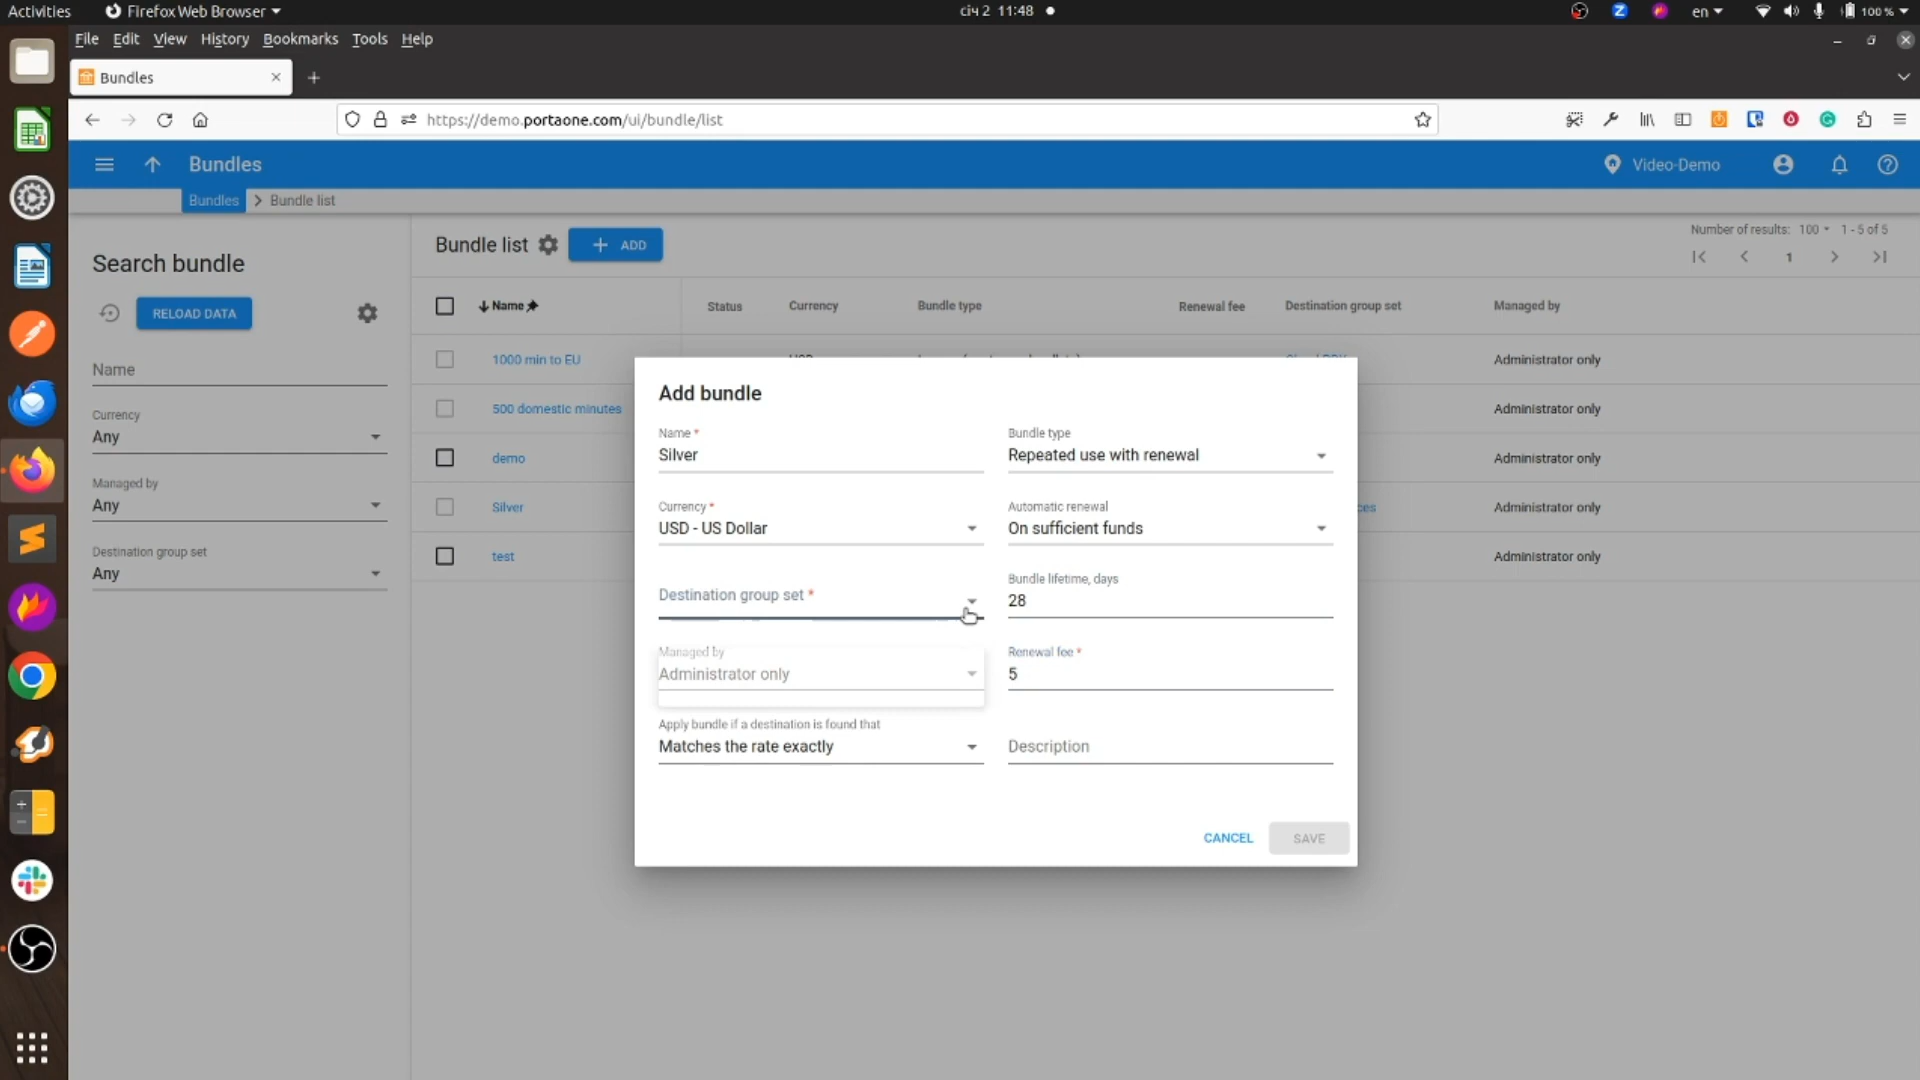 Activities Firefox Web Browser січ 2 11:48 en 100 %
File Edit View History Bookmarks Tools Help
Bundles
https://demo.portaone.com/ui/bundle/list
Bundles Video-Demo
Bundles > Bundle list
Search bundle
RELOAD DATA
Name
Currency
Any
Managed by
Any
Destination group set
Any
Bundle list + ADD
Number of results: 100 1 - 5 of 5
1
Name Status Currency Bundle type Renewal fee Destination group set Managed by
1000 min to EU Administrator only
500 domestic minutes Administrator only
demo Administrator only
Silver ces Administrator only
test Administrator only
Add bundle
Name *
Silver
Bundle type
Repeated use with renewal
Currency *
USD - US Dollar
Automatic renewal
On sufficient funds
Destination group set *
Bundle lifetime, days
28
Managed by
Administrator only
Renewal fee *
5
Apply bundle if a destination is found that
Matches the rate exactly
Description
CANCEL SAVE